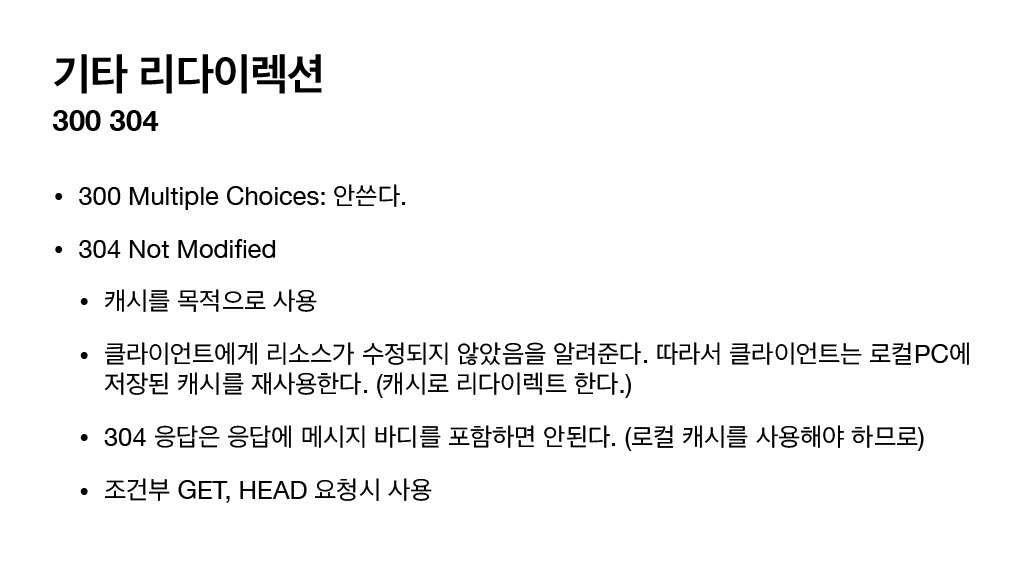 기타 리다이렉션
300 304
• 300 Multiple Choices: 안쓴다.
• 304 Not Modified
• 캐시를 목적으로 사용
• 클라이언트에게 리소스가 수정되지 않았음을 알려준다. 따라서 클라이언트는 로컬PC에
저장된 캐시를 재사용한다. (캐시로 리다이렉트 한다.)
• 304 응답은 응답에 메시지 바디를 포함하면 안된다. (로컬 캐시를 사용해야 하므로)
• 조건부 GET, HEAD 요청시 사용